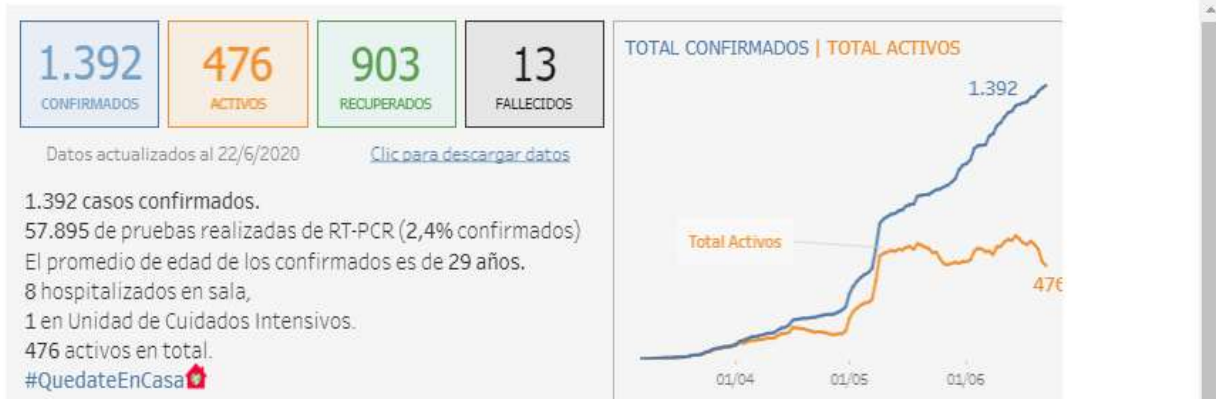 1.392
CONFIRMADOS
476
ACTIVOS
903
RECUPERADOS
13
FALLECIDOS
Datos actualizados al 22/6/2020
Clic para descargar datos
1.392 casos confirmados.
57.895 de pruebas realizadas de RT-PCR (2,4% confirmados)
El promedio de edad de los confirmados es de 29 años.
8 hospitalizados en sala,
1 en Unidad de Cuidados Intensivos.
476 activos en total.
#QuedateEnCasa
TOTAL CONFIRMADOS | TOTAL ACTIVOS
1.392
Total Activos
476
01/04 01/05 01/06